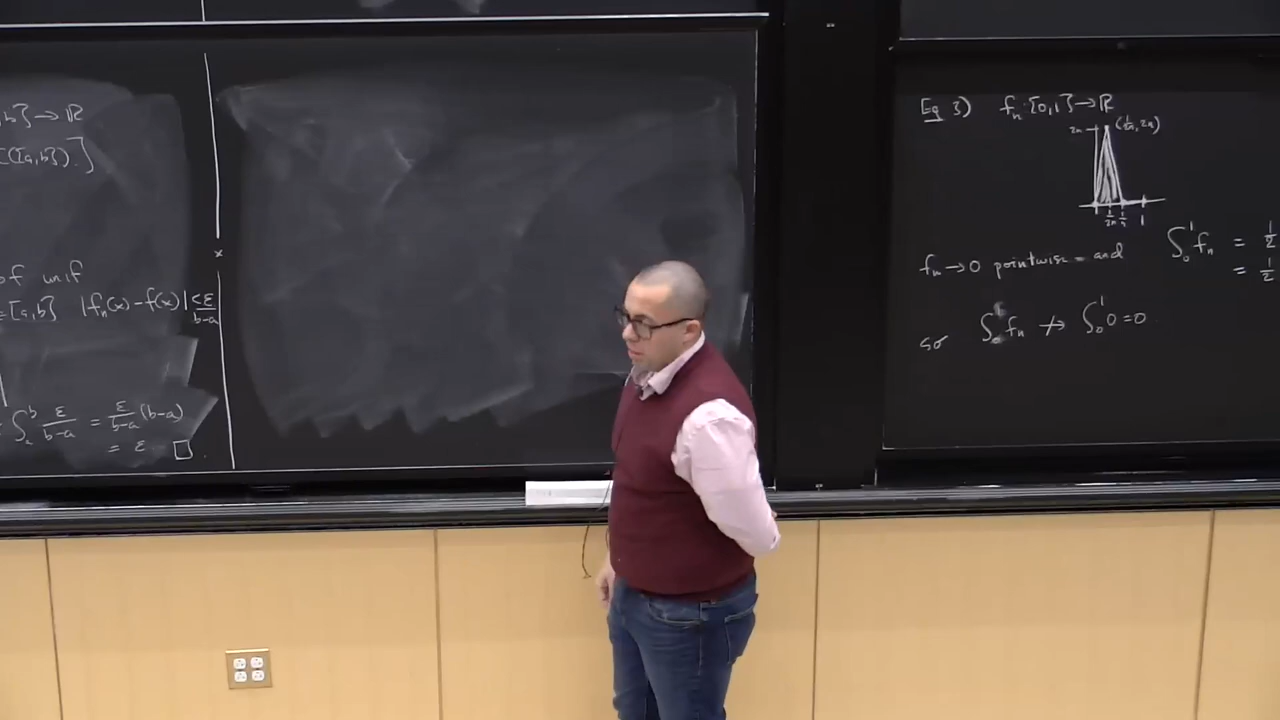 ,b] → ℝ
([a,b]).]
of unif
∈[a,b] |fₙ(x)-f(x)| < ε/(b-a)
= ∫ₐᵇ ε/(b-a) = ε/(b-a) (b-a)
= ε □.
Eg 3) fₙ:[0,1]→ℝ
2n (1/2n, 2n)
1/2n 1/n 1
fₙ→0 pointwise and ∫₀¹ fₙ = 1/2
= 1/2
so ∫₀¹ fₙ ↛ ∫₀¹ 0 = 0